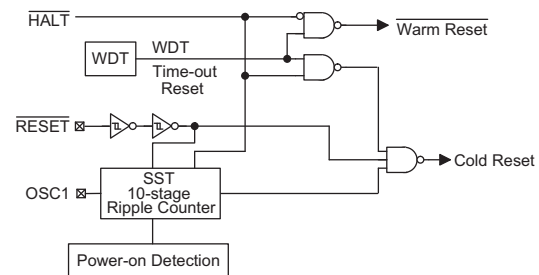 HALT
Warm Reset
WDT
WDT
Time-out
Reset
RESET
Cold Reset
OSC1
SST
10-stage
Ripple Counter
Power-on Detection